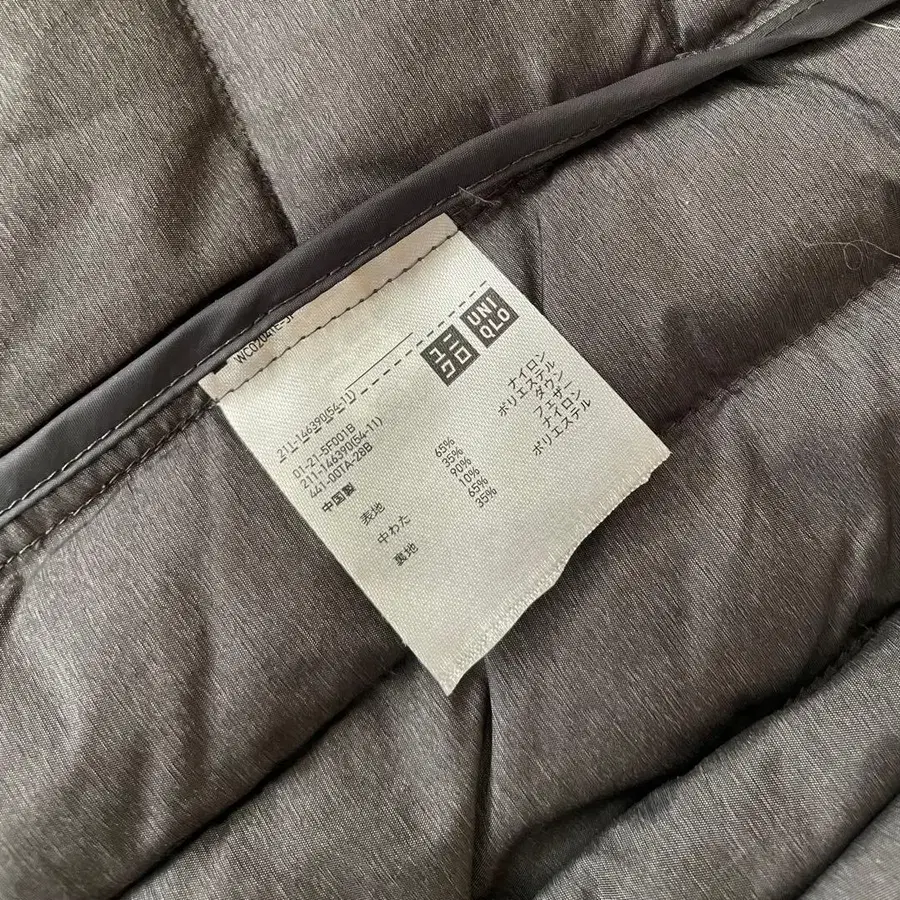 ユニクロ UNIQLO
211-146390(54-11)
01-21-5F001B
211-146390(54-11)
441-00TA-2BB
中国製
表地 65% ナイロン
35% ポリエステル
中わた 90% ダウン
10% フェザー
裏地 65% ナイロン
35% ポリエステル